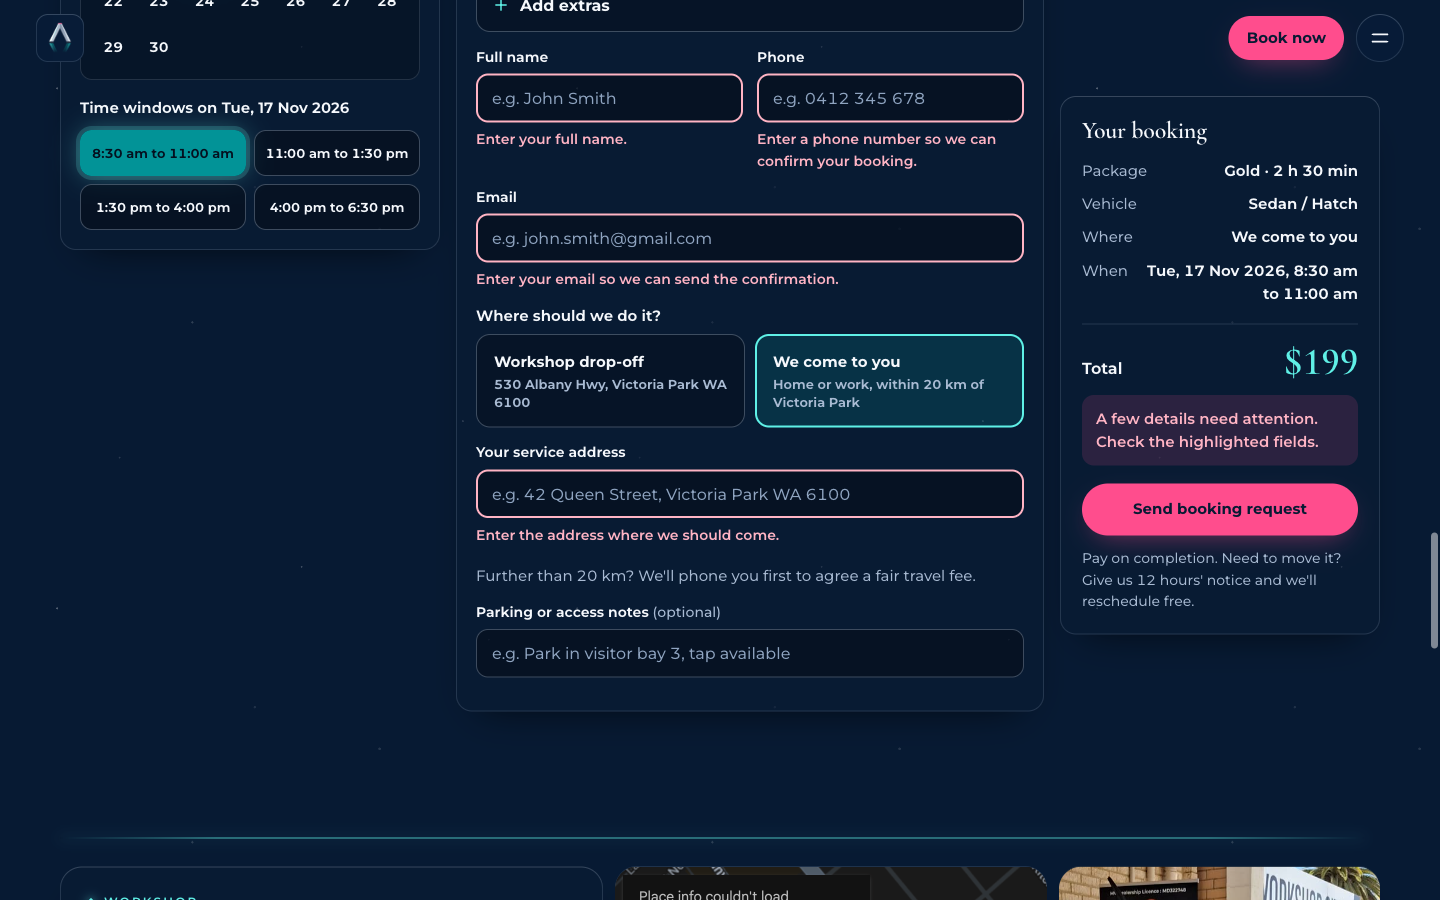 22 23 24 25 26 27 28
29 30
Time windows on Tue, 17 Nov 2026
8:30 am to 11:00 am
11:00 am to 1:30 pm
1:30 pm to 4:00 pm
4:00 pm to 6:30 pm
+ Add extras
Full name
e.g. John Smith
Enter your full name.
Phone
e.g. 0412 345 678
Enter a phone number so we can
confirm your booking.
Email
e.g. john.smith@gmail.com
Enter your email so we can send the confirmation.
Where should we do it?
Workshop drop-off
530 Albany Hwy, Victoria Park WA
6100
We come to you
Home or work, within 20 km of
Victoria Park
Your service address
e.g. 42 Queen Street, Victoria Park WA 6100
Enter the address where we should come.
Further than 20 km? We'll phone you first to agree a fair travel fee.
Parking or access notes (optional)
e.g. Park in visitor bay 3, tap available
Book now
Your booking
Package Gold · 2 h 30 min
Vehicle Sedan / Hatch
Where We come to you
When Tue, 17 Nov 2026, 8:30 am
to 11:00 am
Total $199
A few details need attention.
Check the highlighted fields.
Send booking request
Pay on completion. Need to move it?
Give us 12 hours' notice and we'll
reschedule free.
WORKSHOP
Place info couldn't load